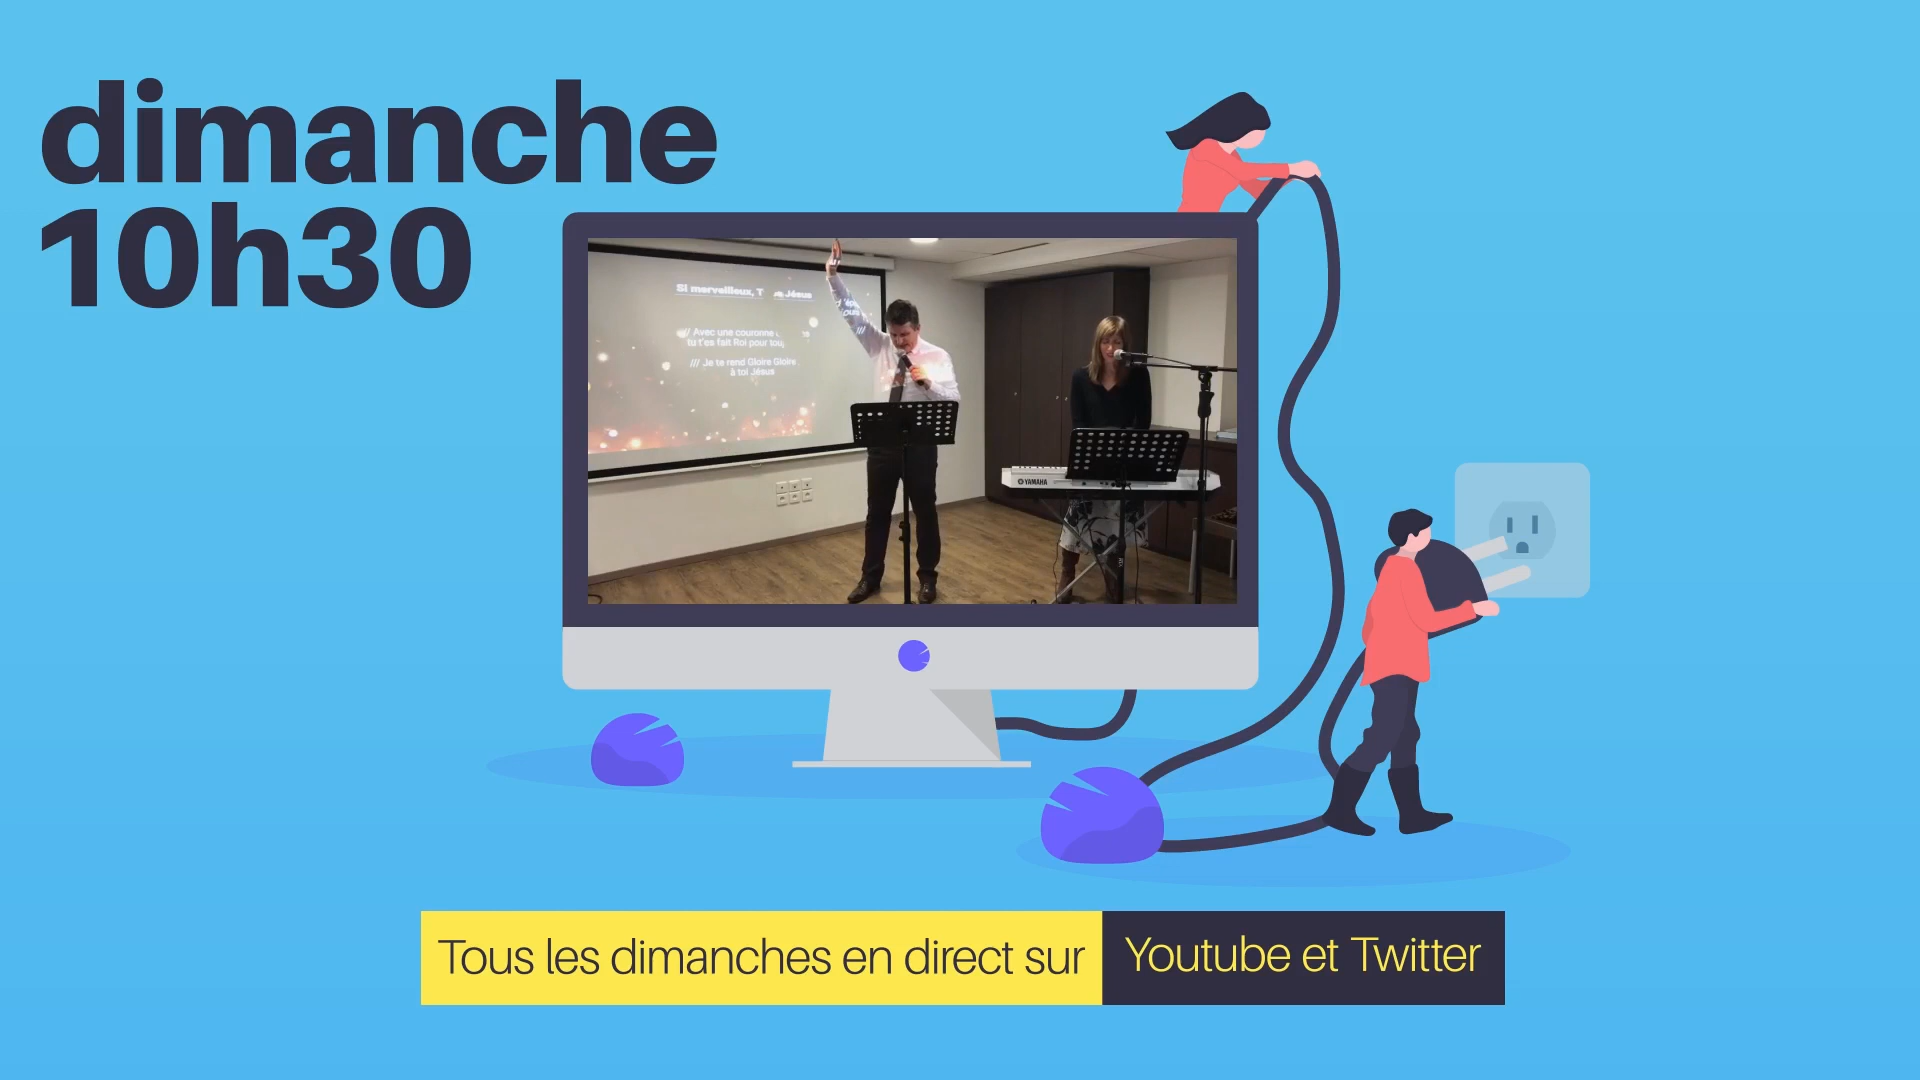 dimanche
10h30
Si merveilleux, T Jésus
/// Avec une couronne
tu t'es fait Roi pour touj
/// Je te rend Gloire Gloire
à toi Jésus
YAMAHA
Tous les dimanches en direct sur Youtube et Twitter